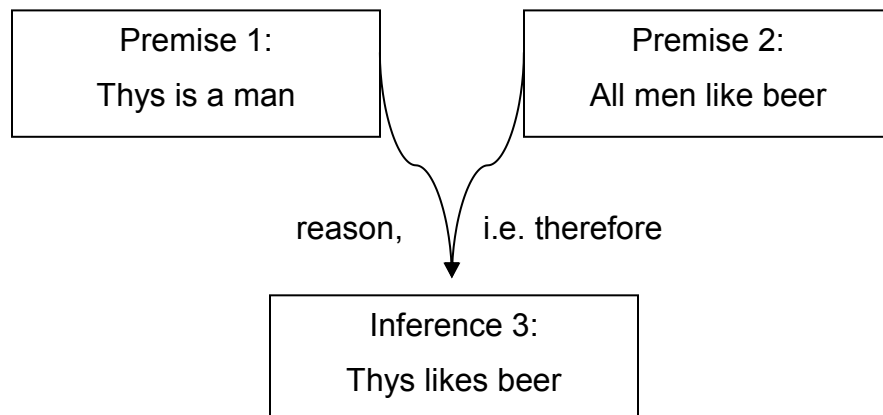 Premise 1:
Thys is a man
Premise 2:
All men like beer
reason, i.e. therefore
Inference 3:
Thys likes beer